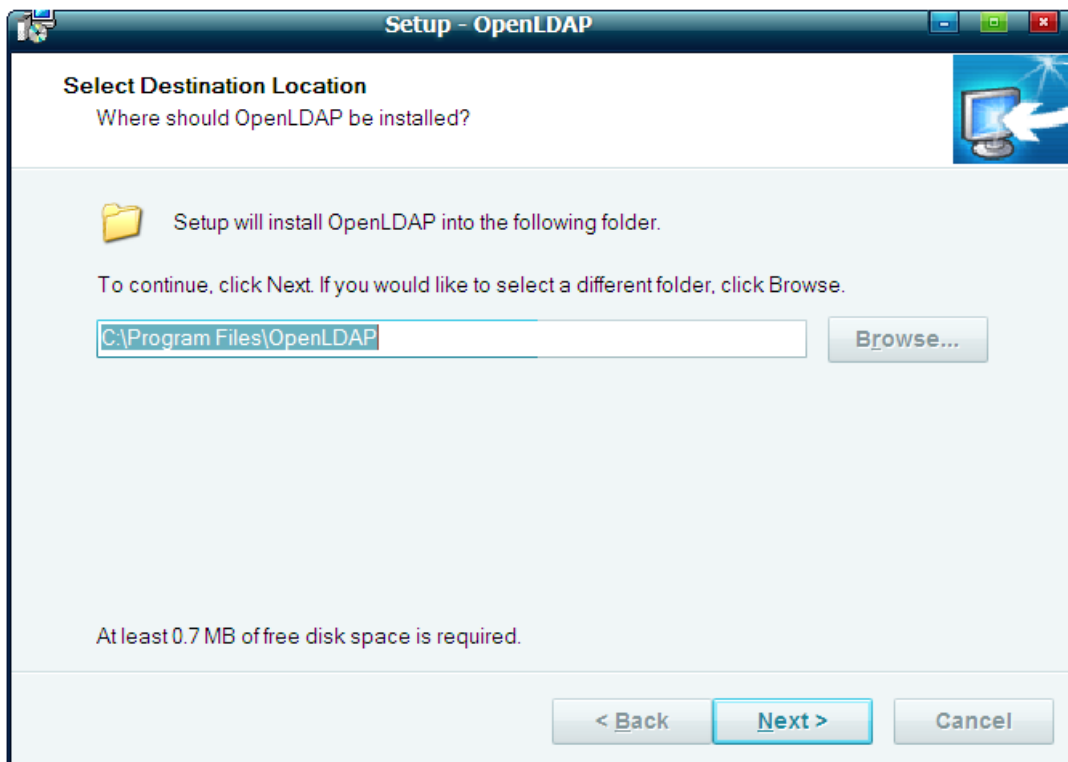 Setup - OpenLDAP
Select Destination Location
Where should OpenLDAP be installed?
Setup will install OpenLDAP into the following folder.
To continue, click Next. If you would like to select a different folder, click Browse.
C:\Program Files\OpenLDAP
Browse...
At least 0.7 MB of free disk space is required.
< Back Next > Cancel